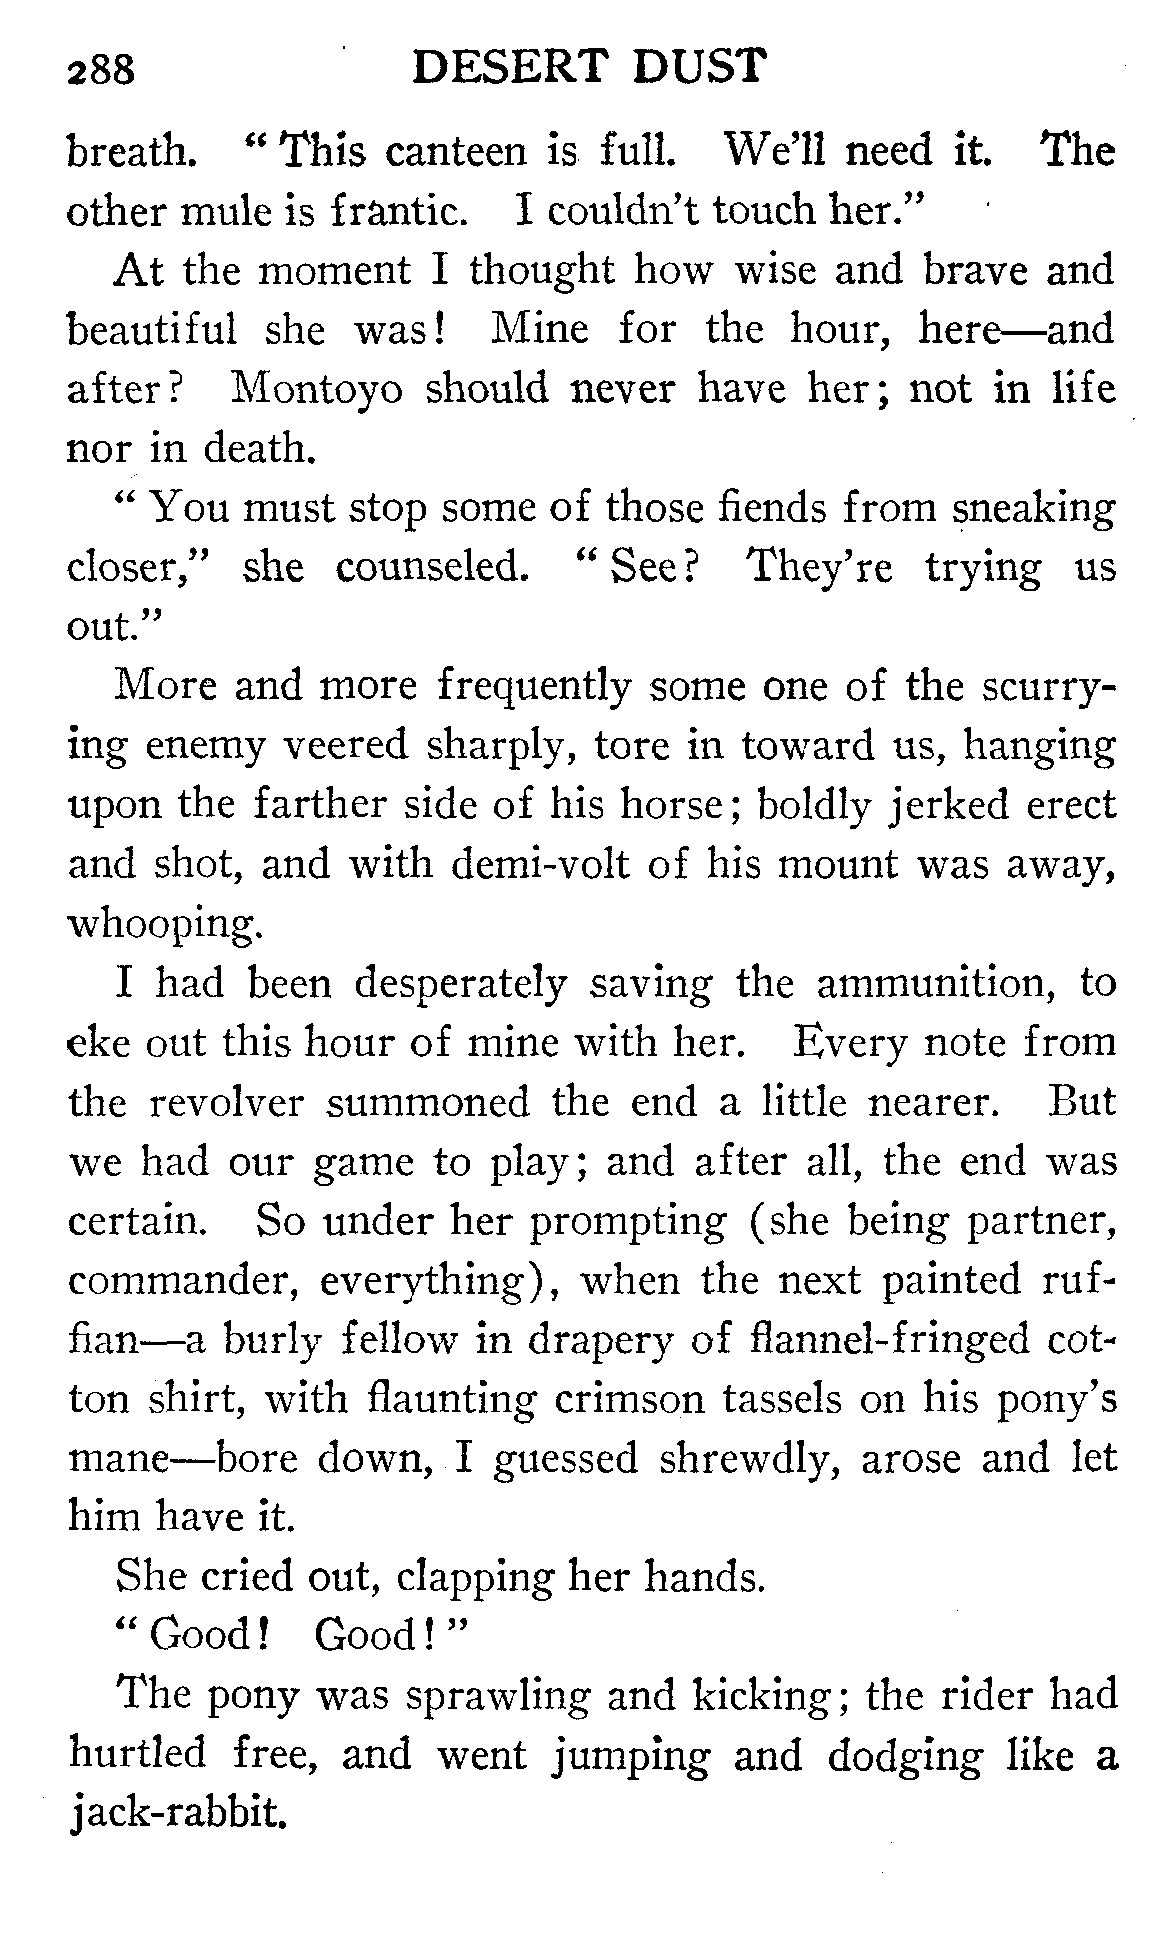 288 DESERT DUST
breath. "This canteen is full. We'll need it. The
other mule is frantic. I couldn't touch her."
At the moment I thought how wise and brave and
beautiful she was! Mine for the hour, here—and
after? Montoyo should never have her; not in life
nor in death.
"You must stop some of those fiends from sneaking
closer," she counseled. "See? They're trying us
out."
More and more frequently some one of the scurry-
ing enemy veered sharply, tore in toward us, hanging
upon the farther side of his horse; boldly jerked erect
and shot, and with demi-volt of his mount was away,
whooping.
I had been desperately saving the ammunition, to
eke out this hour of mine with her. Every note from
the revolver summoned the end a little nearer. But
we had our game to play; and after all, the end was
certain. So under her prompting (she being partner,
commander, everything), when the next painted ruf-
fian—a burly fellow in drapery of flannel-fringed cot-
ton shirt, with flaunting crimson tassels on his pony's
mane—bore down, I guessed shrewdly, arose and let
him have it.
She cried out, clapping her hands.
"Good! Good!"
The pony was sprawling and kicking; the rider had
hurtled free, and went jumping and dodging like a
jack-rabbit.